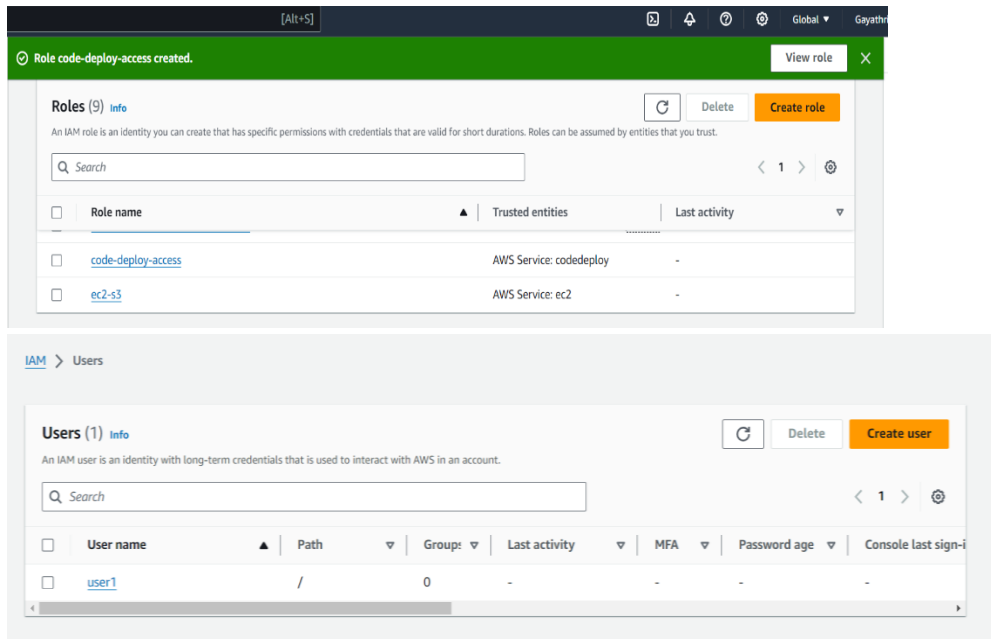 [Alt+S] Global ▼ Gayathri
Role code-deploy-access created. View role
Roles (9) Info Delete Create role
An IAM role is an identity you can create that has specific permissions with credentials that are valid for short durations. Roles can be assumed by entities that you trust.
Search 1
Role name Trusted entities Last activity
code-deploy-access AWS Service: codedeploy -
ec2-s3 AWS Service: ec2 -
IAM > Users
Users (1) Info Delete Create user
An IAM user is an identity with long-term credentials that is used to interact with AWS in an account.
Search 1
User name Path Groups Last activity MFA Password age Console last sign-i
user1 / 0 - - - -